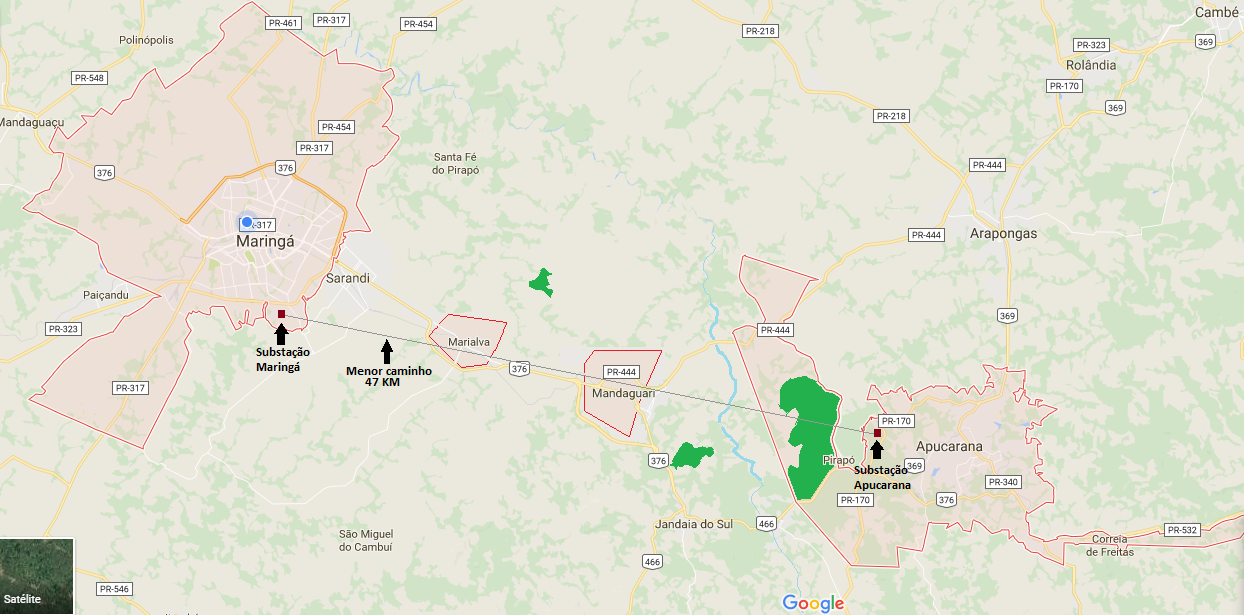 Cambé
PR-461
PR-317
PR-454
PR-218
369
Polinópolis
PR-323
Rolândia
PR-548
PR-170
369
Mandaguaçu
PR-218
PR-454
PR-317
376
376
Santa Fé
do Pirapó
PR-444
R-317
Maringá
PR-444
Arapongas
Sarandi
Paiçandu
PR-323
369
PR-444
Marialva
Substação
Maringá
Menor caminho
47 KM
376
PR-444
Mandaguari
PR-317
PR-170
Apucarana
376
Pirapó
369
Substação
Apucarana
PR-340
PR-170
376
Jandaia do Sul
466
PR-532
São Miguel
do Cambuí
Correia
de Freitas
466
PR-546
Satélite
Google